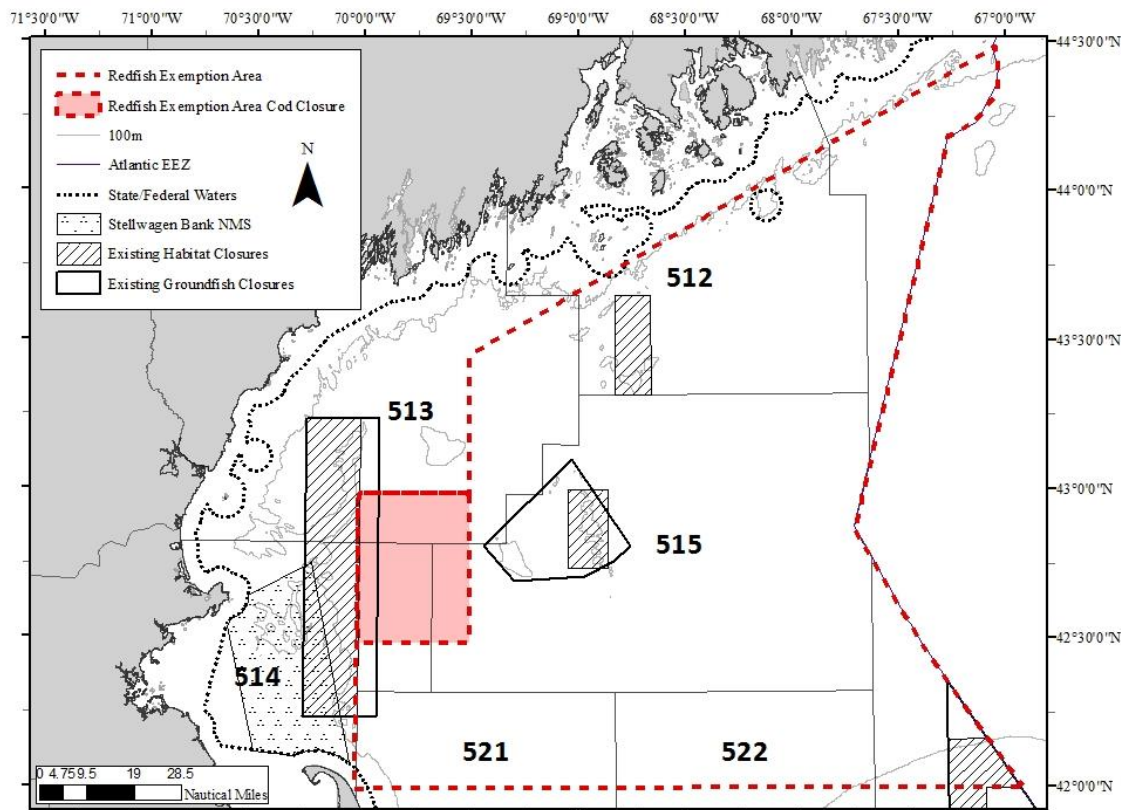 71°30'0"W 71°0'0"W 70°30'0"W 70°0'0"W 69°30'0"W 69°0'0"W 68°30'0"W 68°0'0"W 67°30'0"W 67°0'0"W
Redfish Exemption Area
Redfish Exemption Area Cod Closure
100m
Atlantic EEZ
State/Federal Waters
Stellwagen Bank NMS
Existing Habitat Closures
Existing Groundfish Closures
N
44°30'0"N
44°0'0"N
43°30'0"N
43°0'0"N
42°30'0"N
42°0'0"N
512
513
515
514
521
522
0 4.75 9.5 19 28.5
Nautical Miles